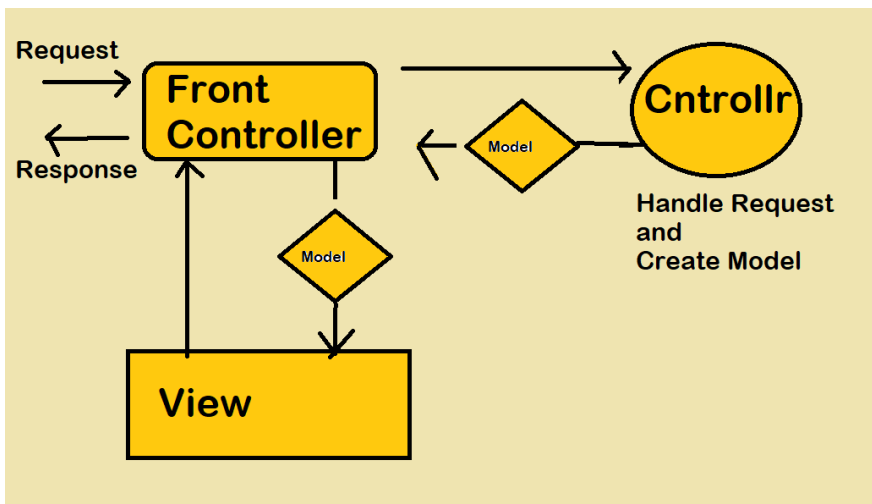 Request
Front
Controller
Cntrollr
Model
Response
Handle Request
and
Create Model
Model
View